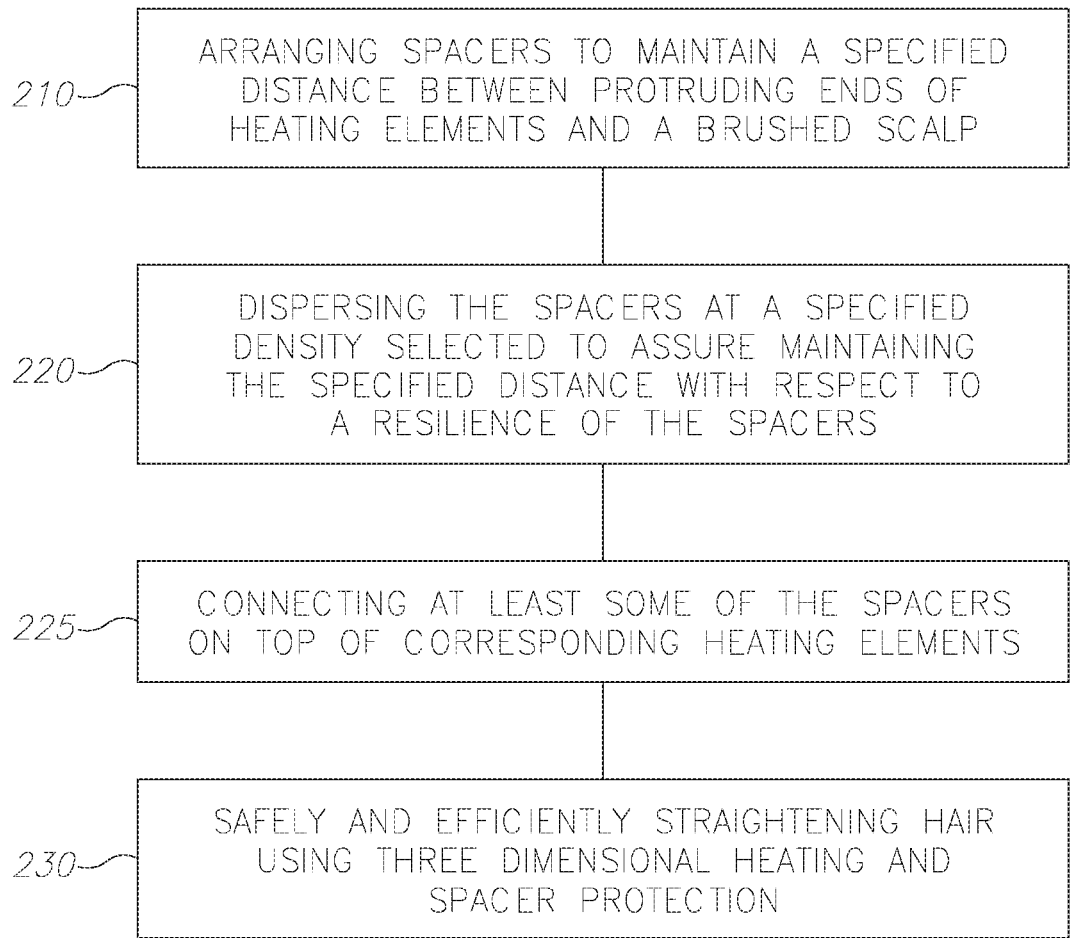 210
ARRANGING SPACERS TO MAINTAIN A SPECIFIED
DISTANCE BETWEEN PROTRUDING ENDS OF
HEATING ELEMENTS AND A BRUSHED SCALP
220
DISPERSING THE SPACERS AT A SPECIFIED
DENSITY SELECTED TO ASSURE MAINTAINING
THE SPECIFIED DISTANCE WITH RESPECT TO
A RESILIENCE OF THE SPACERS
225
CONNECTING AT LEAST SOME OF THE SPACERS
ON TOP OF CORRESPONDING HEATING ELEMENTS
230
SAFELY AND EFFICIENTLY STRAIGHTENING HAIR
USING THREE DIMENSIONAL HEATING AND
SPACER PROTECTION